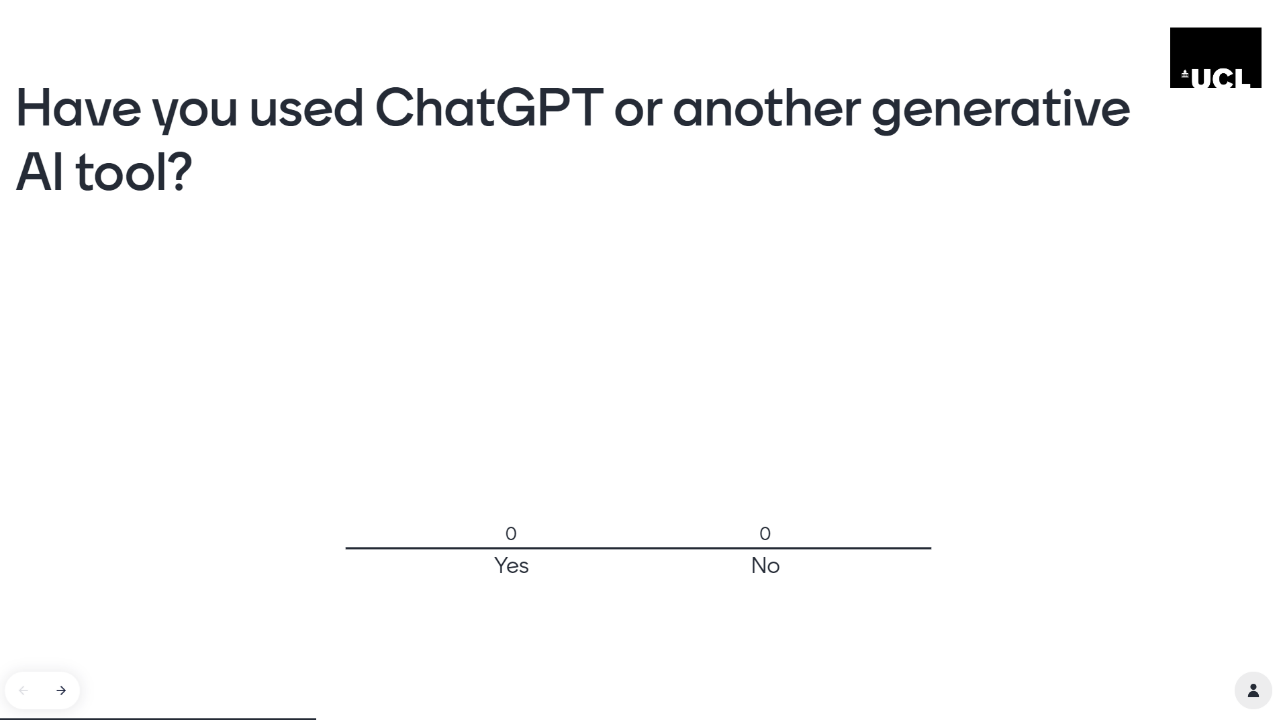 UCL
Have you used ChatGPT or another generative
AI tool?
0 0
Yes No